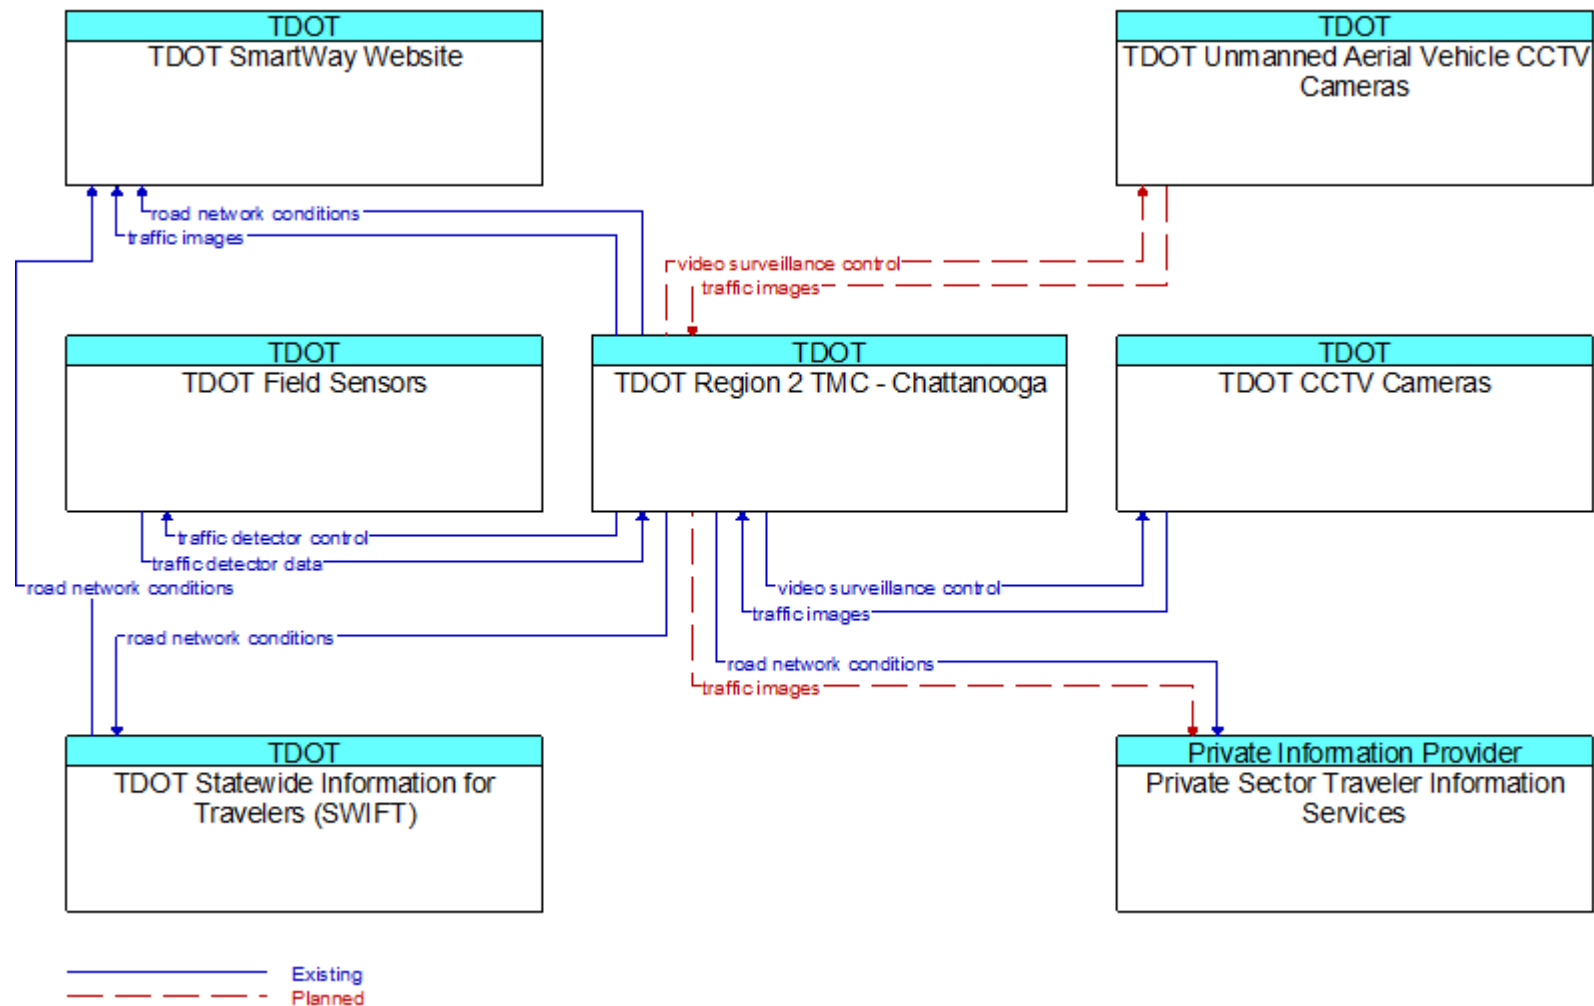 TDOT
TDOT SmartWay Website
TDOT
TDOT Unmanned Aerial Vehicle CCTV
Cameras
road network conditions
traffic images
video surveillance control
traffic images
TDOT
TDOT Field Sensors
TDOT
TDOT Region 2 TMC - Chattanooga
TDOT
TDOT CCTV Cameras
traffic detector control
traffic detector data
road network conditions
video surveillance control
traffic images
road network conditions
road network conditions
traffic images
TDOT
TDOT Statewide Information for
Travelers (SWIFT)
Private Information Provider
Private Sector Traveler Information
Services
Existing
Planned